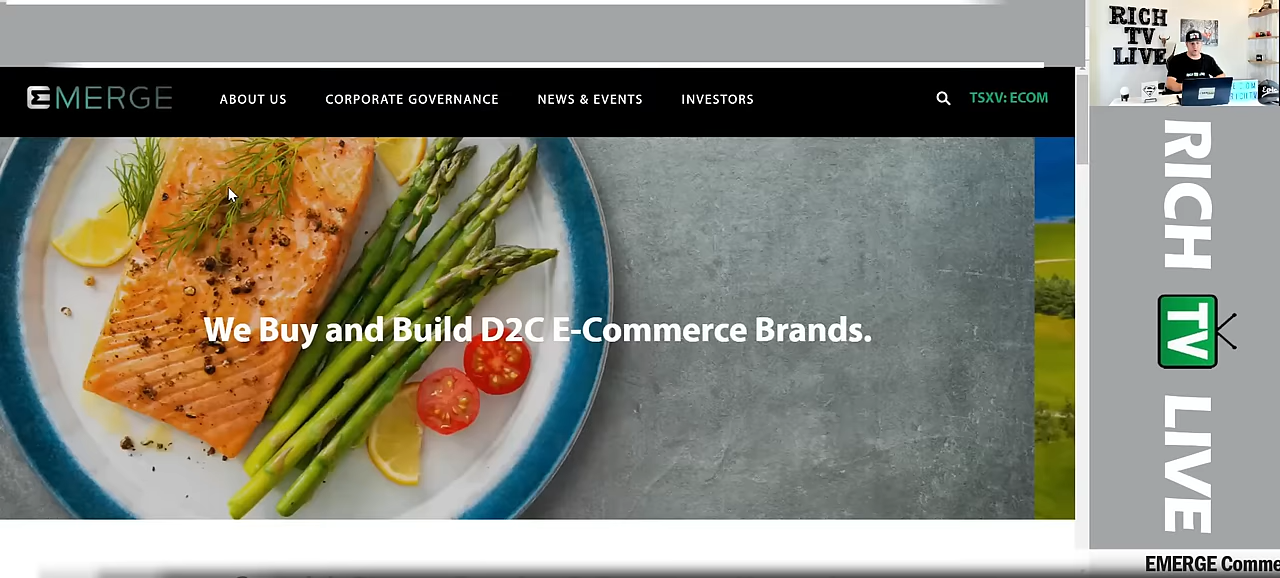 EMERGE
ABOUT US
CORPORATE GOVERNANCE
NEWS & EVENTS
INVESTORS
TSXV: ECOM
We Buy and Build D2C E-Commerce Brands.
RICH
TV
LIVE
RICH
TV
LIVE
EMERGE Comme